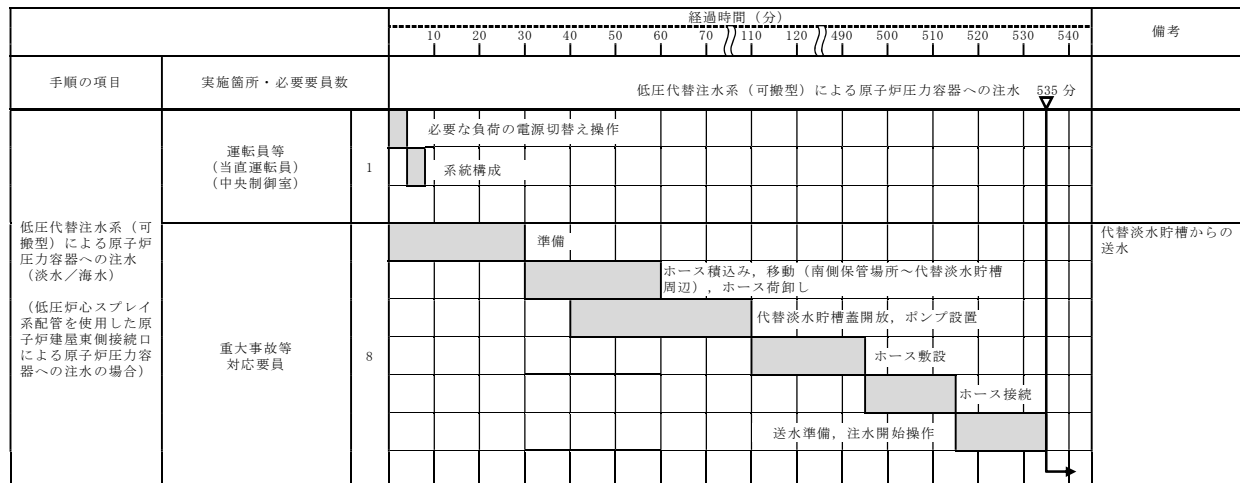 経過時間（分）
10 20 30 40 50 60 70 110 120 490 500 510 520 530 540
備考
手順の項目
実施箇所・必要要員数
低圧代替注水系（可搬型）による原子炉圧力容器への注水 535 分
運転員等
（当直運転員）
（中央制御室）
1
必要な負荷の電源切替え操作
系統構成
低圧代替注水系（可
搬型）による原子炉
圧力容器への注水
（淡水／海水）
（低圧炉心スプレイ
系配管を使用した原
子炉建屋東側接続口
による原子炉圧力容
器への注水の場合）
重大事故等
対応要員
8
準備
ホース積込み，移動（南側保管場所～代替淡水貯槽
周辺），ホース荷卸し
代替淡水貯槽蓋開放，ポンプ設置
ホース敷設
ホース接続
送水準備，注水開始操作
代替淡水貯槽からの
送水